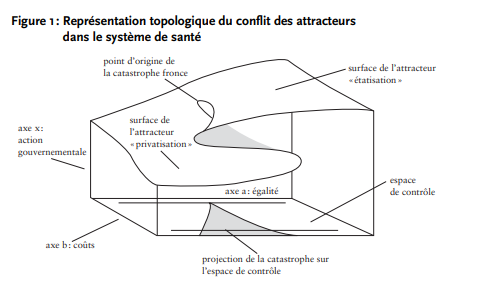 Figure 1: Représentation topologique du conflit des attracteurs
dans le système de santé
point d'origine de
la catastrophe fronce
surface de l'attracteur
« étatisation »
surface de
l'attracteur
« privatisation »
axe x :
action
gouvernementale
axe a : égalité
espace
de contrôle
axe b : coûts
projection de la catastrophe sur
l'espace de contrôle